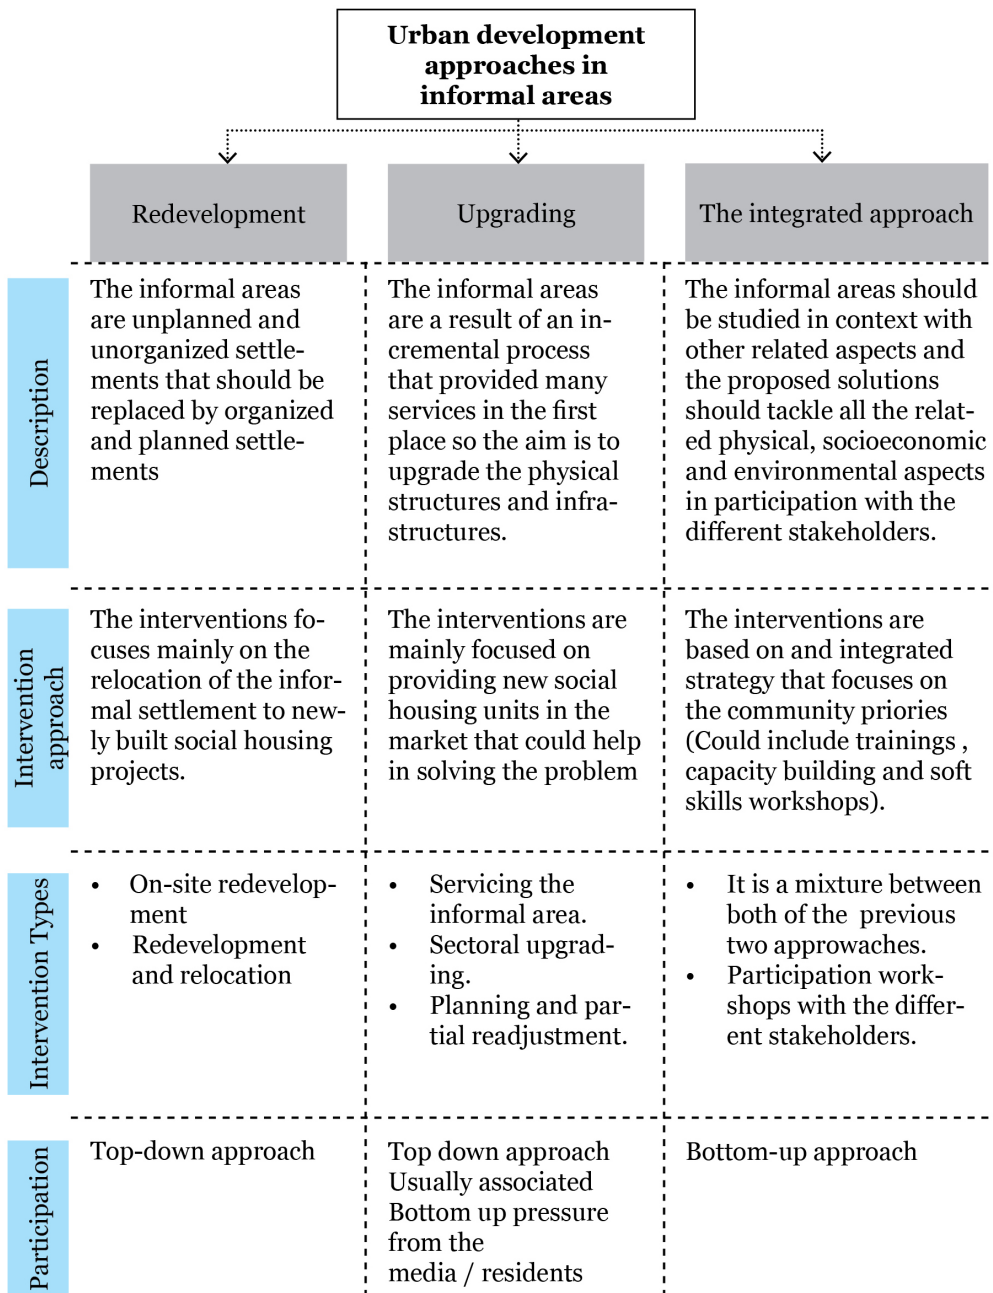 Urban development
approaches in
informal areas
Redevelopment
Upgrading
The integrated approach
Description
The informal areas
are unplanned and
unorganized settle-
ments that should be
replaced by organized
and planned settle-
ments
The informal areas
are a result of an in-
cremental process
that provided many
services in the first
place so the aim is to
upgrade the physical
structures and infra-
structures.
The informal areas should
be studied in context with
other related aspects and
the proposed solutions
should tackle all the relat-
ed physical, socioeconomic
and environmental aspects
in participation with the
different stakeholders.
Intervention
approach
The interventions fo-
cuses mainly on the
relocation of the infor-
mal settlement to new-
ly built social housing
projects.
The interventions are
mainly focused on
providing new social
housing units in the
market that could help
in solving the problem
The interventions are
based on and integrated
strategy that focuses on
the community priories
(Could include trainings ,
capacity building and soft
skills workshops).
Intervention Types
• On-site redevelop-
ment
• Redevelopment
and relocation
• Servicing the
informal area.
• Sectoral upgrad-
ing.
• Planning and par-
tial readjustment.
• It is a mixture between
both of the previous
two approwaches.
• Participation work-
shops with the differ-
ent stakeholders.
Participation
Top-down approach
Top down approach
Usually associated
Bottom up pressure
from the
media / residents
Bottom-up approach